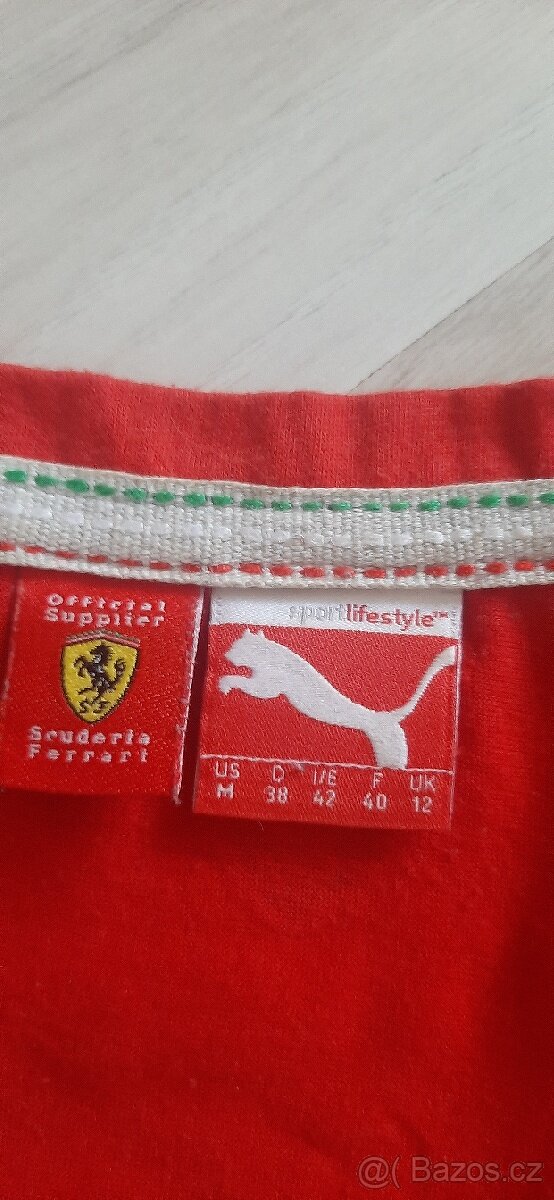 Official
Supplier
S F
Scuderia
Ferrari
sportlifestyle™
US D I/E F UK
M 38 42 40 12
@( Bazos.cz